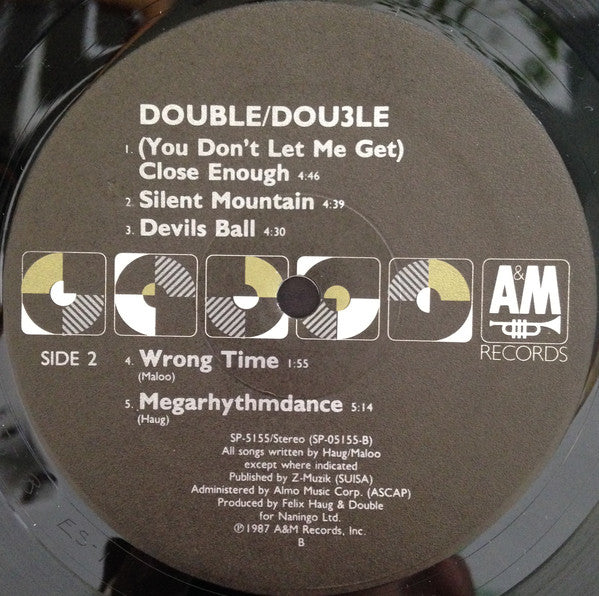 DOUBLE/DOU3LE
1. (You Don't Let Me Get)
Close Enough 4:46
2. Silent Mountain 4:39
3. Devils Ball 4:30
A&M
RECORDS
SIDE 2
4. Wrong Time 1:55
(Maloo)
5. Megarhythmdance 5:14
(Haug)
SP-5155/Stereo (SP-05155-B)
All songs written by Haug/Maloo
except where indicated
Published by Z-Muzik (SUISA)
Administered by Almo Music Corp. (ASCAP)
Produced by Felix Haug & Double
for Naningo Ltd.
℗©1987 A&M Records, Inc.
B